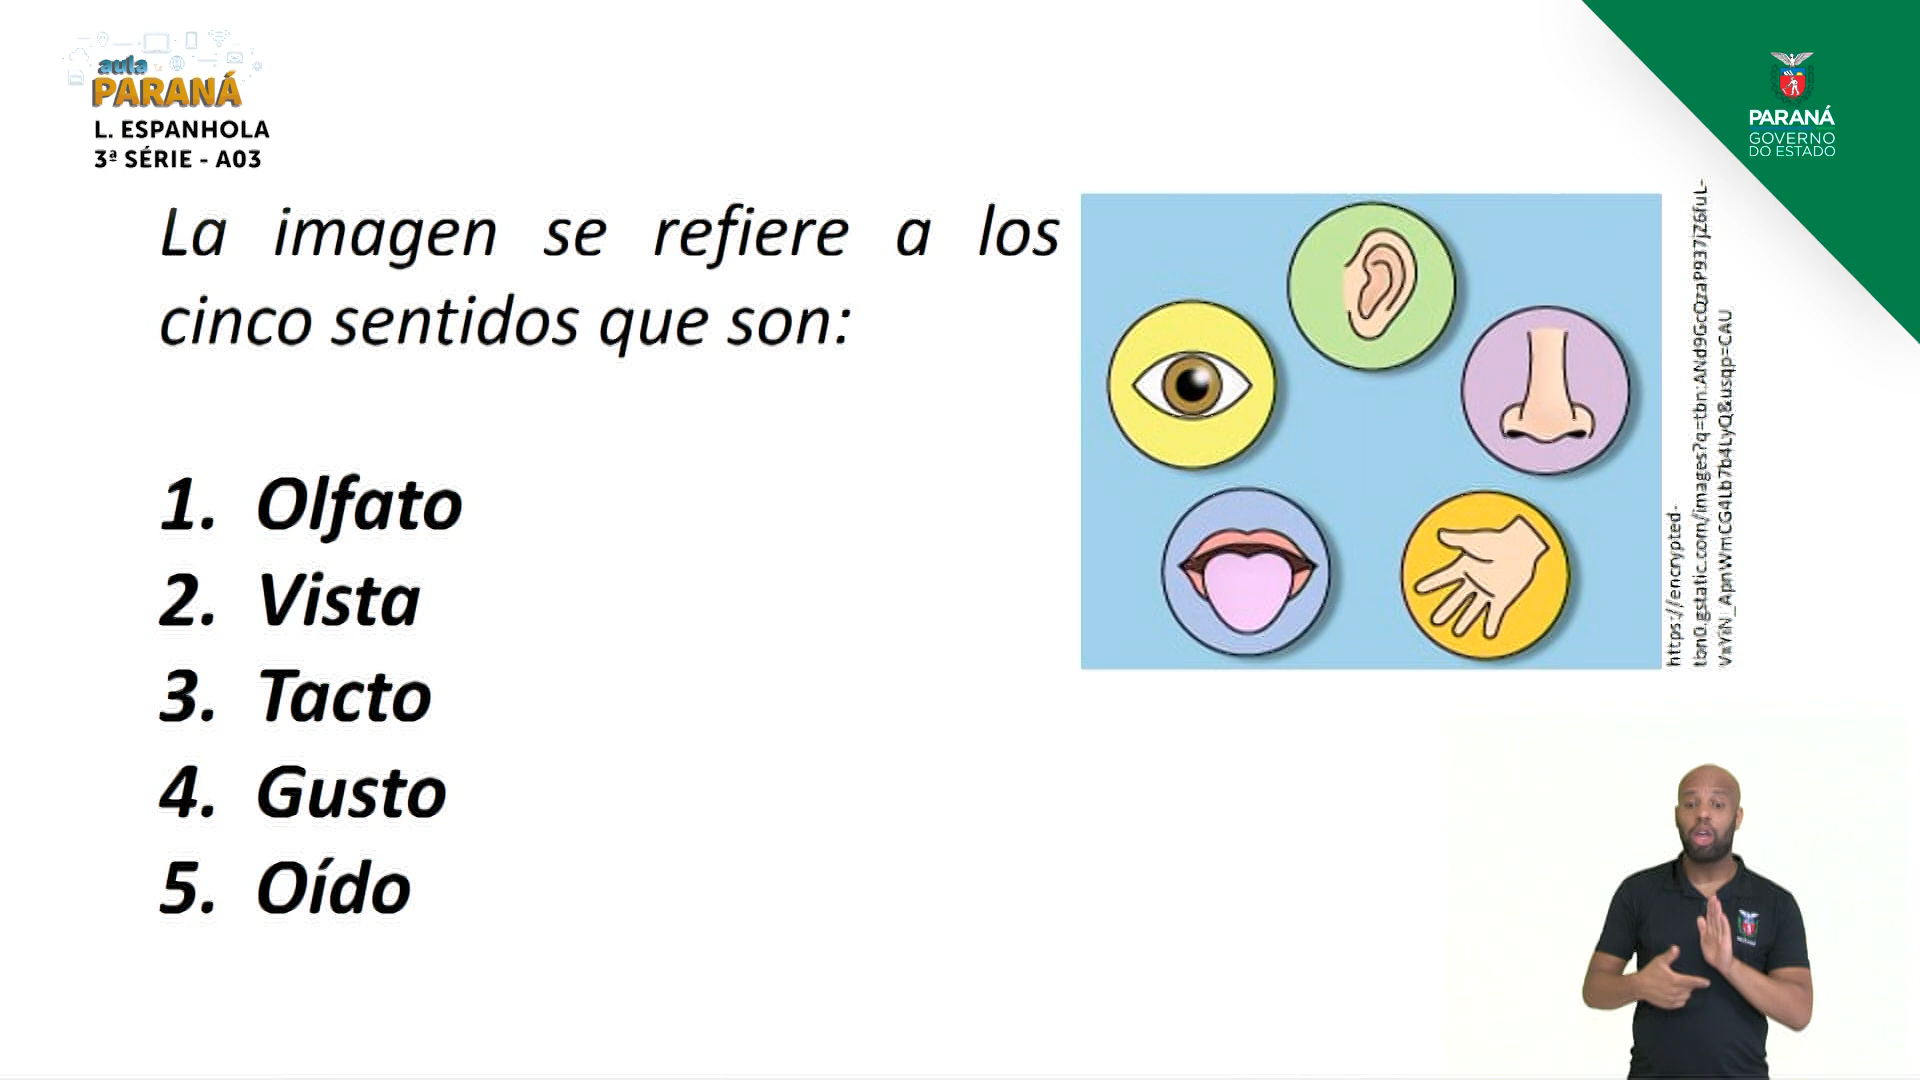 aula
PARANÁ
L. ESPANHOLA
3ª SÉRIE - A03
PARANÁ
GOVERNO
DO ESTADO
La imagen se refiere a los
cinco sentidos que son:
1. Olfato
2. Vista
3. Tacto
4. Gusto
5. Oído
https://encrypted-